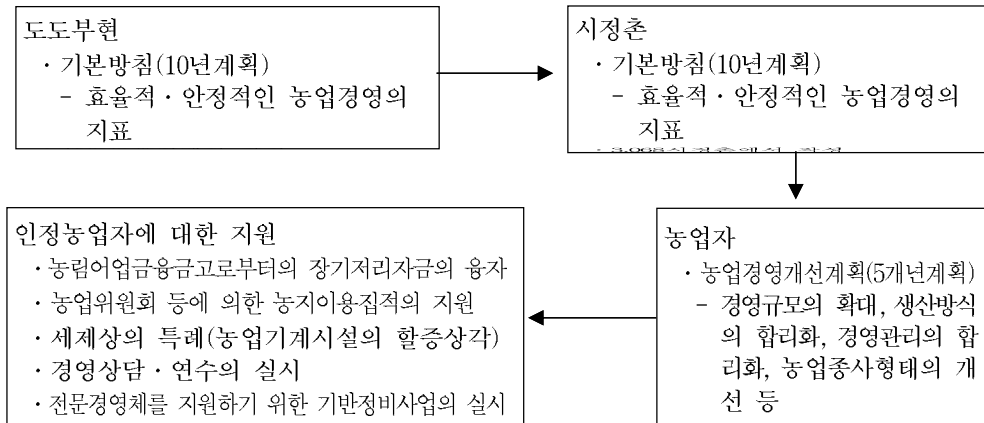 도도부현
· 기본방침(10년계획)
- 효율적·안정적인 농업경영의
지표
시정촌
· 기본방침(10년계획)
- 효율적·안정적인 농업경영의
지표
농업자
· 농업경영개선계획(5개년계획)
- 경영규모의 확대, 생산방식
의 합리화, 경영관리의 합
리화, 농업종사형태의 개
선 등
인정농업자에 대한 지원
· 농림어업금융금고로부터의 장기저리자금의 융자
· 농업위원회 등에 의한 농지이용집적의 지원
· 세제상의 특례(농업기계시설의 할증상각)
· 경영상담·연수의 실시
· 전문경영체를 지원하기 위한 기반정비사업의 실시